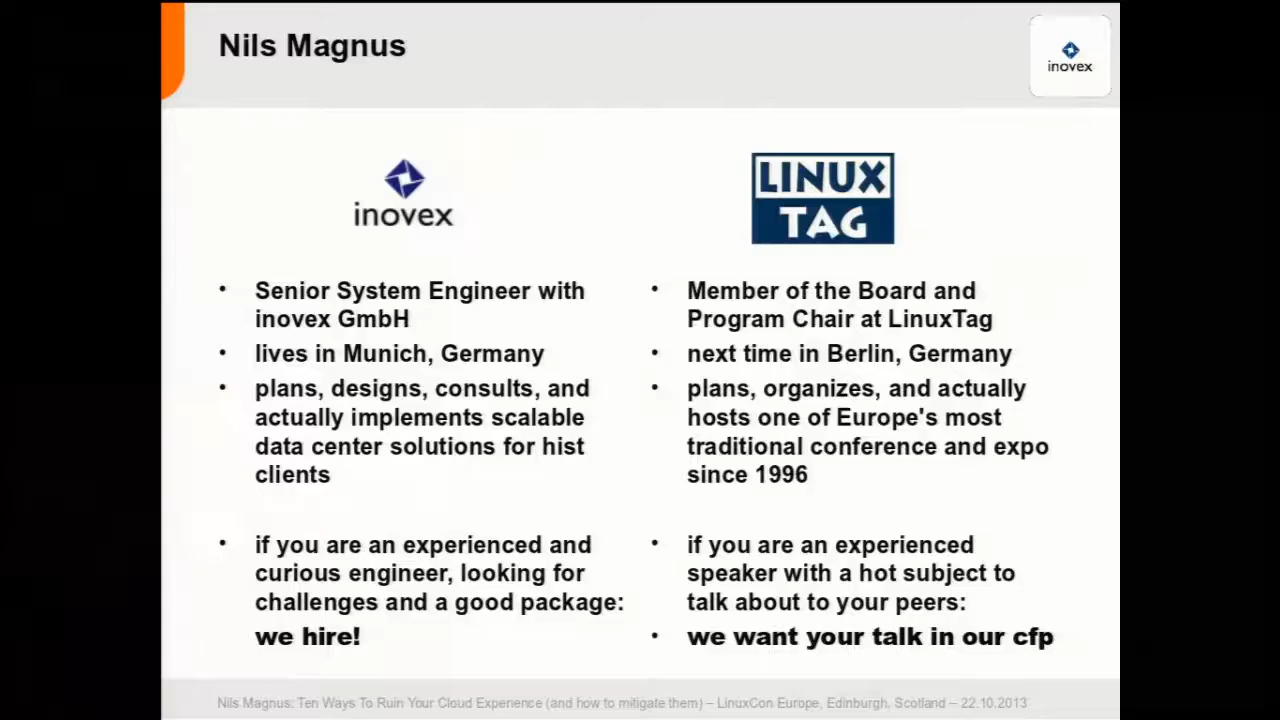 Nils Magnus
inovex
inovex
LINUX
TAG
• Senior System Engineer with
inovex GmbH
• lives in Munich, Germany
• plans, designs, consults, and
actually implements scalable
data center solutions for hist
clients
• if you are an experienced and
curious engineer, looking for
challenges and a good package:
we hire!
• Member of the Board and
Program Chair at LinuxTag
• next time in Berlin, Germany
• plans, organizes, and actually
hosts one of Europe's most
traditional conference and expo
since 1996
• if you are an experienced
speaker with a hot subject to
talk about to your peers:
• we want your talk in our cfp
Nils Magnus: Ten Ways To Ruin Your Cloud Experience (and how to mitigate them) – LinuxCon Europe, Edinburgh, Scotland – 22.10.2013